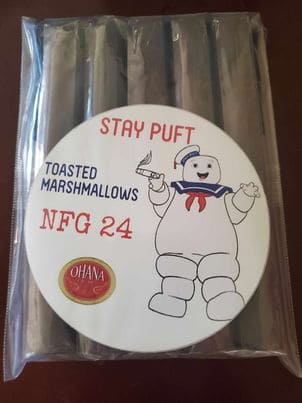 STAY PUFT
TOASTED
MARSHMALLOWS
NFG 24
OHANA